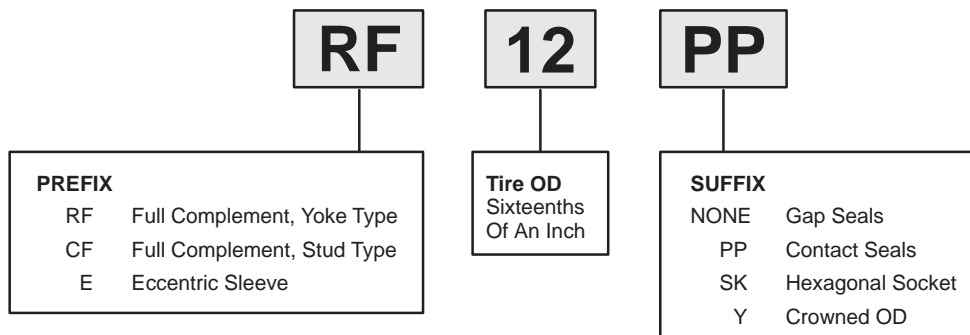 RF 12 PP
PREFIX
RF Full Complement, Yoke Type
CF Full Complement, Stud Type
E Eccentric Sleeve
Tire OD
Sixteenths
Of An Inch
SUFFIX
NONE Gap Seals
PP Contact Seals
SK Hexagonal Socket
Y Crowned OD